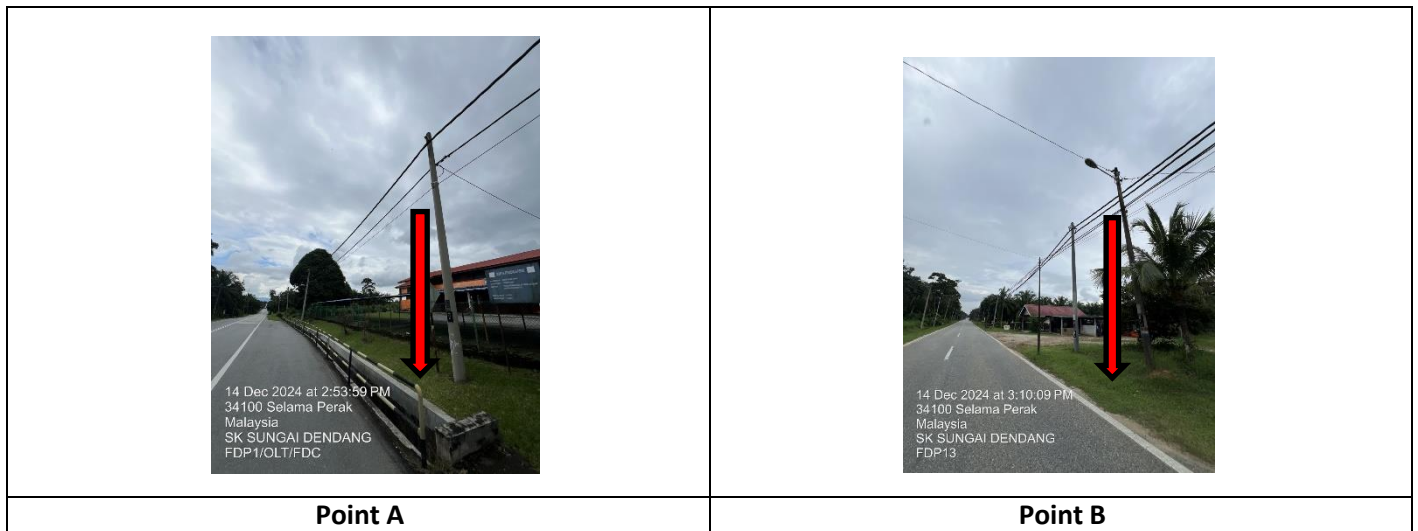 14 Dec 2024 at 2:53:59 PM
34100 Selama Perak
Malaysia
SK SUNGAI DENDANG
FDP1/OLT/FDC
14 Dec 2024 at 3:10:09 PM
34100 Selama Perak
Malaysia
SK SUNGAI DENDANG
FDP13
Point A
Point B